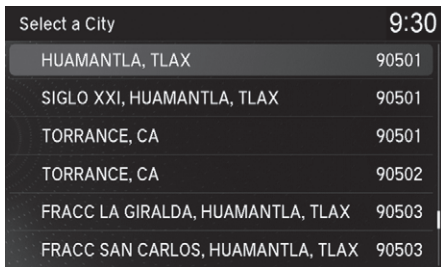 Select a City 9:30
HUAMANTLA, TLAX 90501
SIGLO XXI, HUAMANTLA, TLAX 90501
TORRANCE, CA 90501
TORRANCE, CA 90502
FRACC LA GIRALDA, HUAMANTLA, TLAX 90503
FRACC SAN CARLOS, HUAMANTLA, TLAX 90503